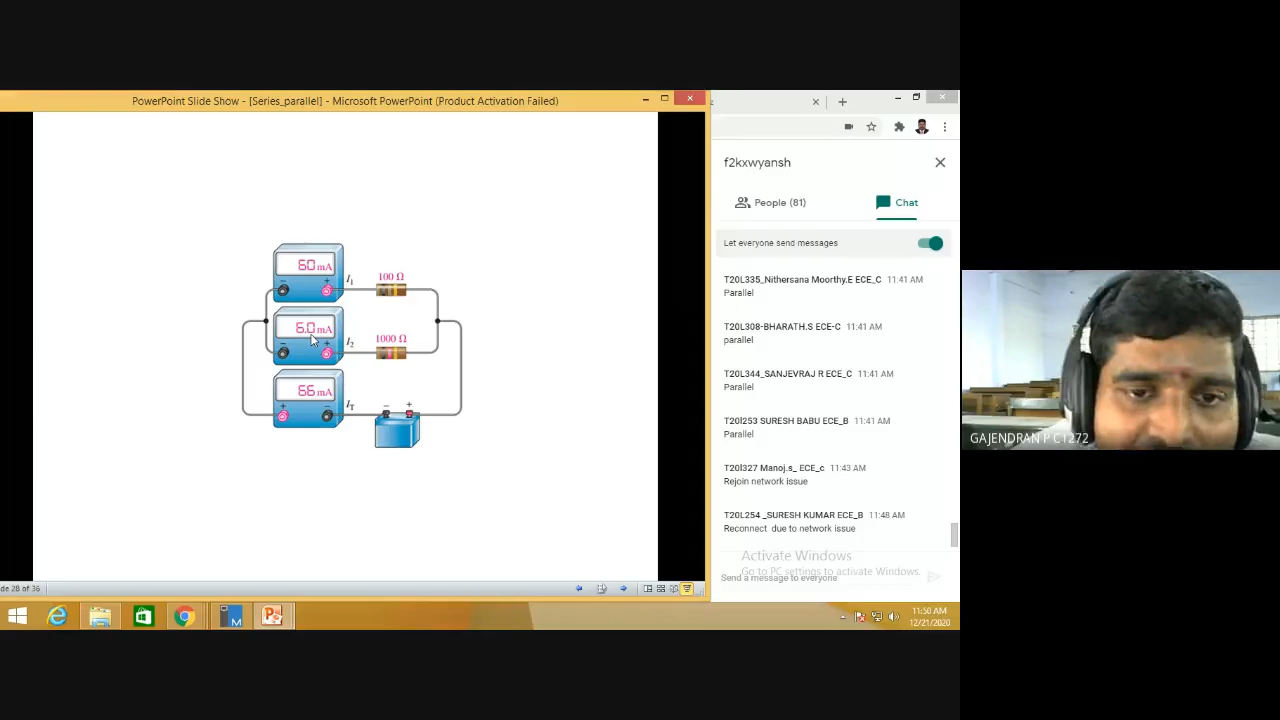 PowerPoint Slide Show - [Series_parallel] - Microsoft PowerPoint (Product Activation Failed)
60 mA
I1
100 Ω
6.0 mA
I2
1000 Ω
66 mA
IT
f2kxwyansh
People (81)
Chat
Let everyone send messages
T20L335_Nithersana Moorthy.E ECE_C 11:41 AM
Parallel
T20L308-BHARATH.S ECE-C 11:41 AM
parallel
T20L344_SANJEVRAJ R ECE_C 11:41 AM
Parallel
T20l253 SURESH BABU ECE_B 11:41 AM
Parallel
T20l327 Manoj.s_ ECE_c 11:43 AM
Rejoin network issue
T20L254 _SURESH KUMAR ECE_B 11:48 AM
Reconnect due to network issue
Activate Windows
Go to PC settings to activate Windows.
Send a message to everyone
GAJENDRAN P C1272
de 28 of 36
11:50 AM
12/21/2020